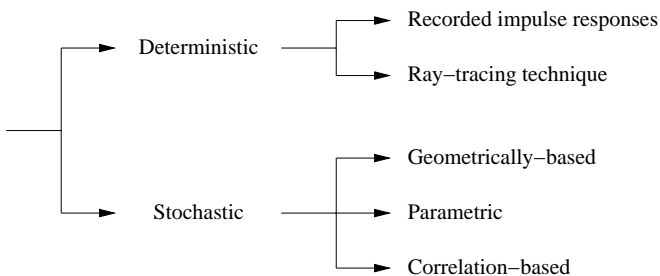 Recorded impulse responses
Deterministic
Ray−tracing technique
Geometrically−based
Stochastic
Parametric
Correlation−based